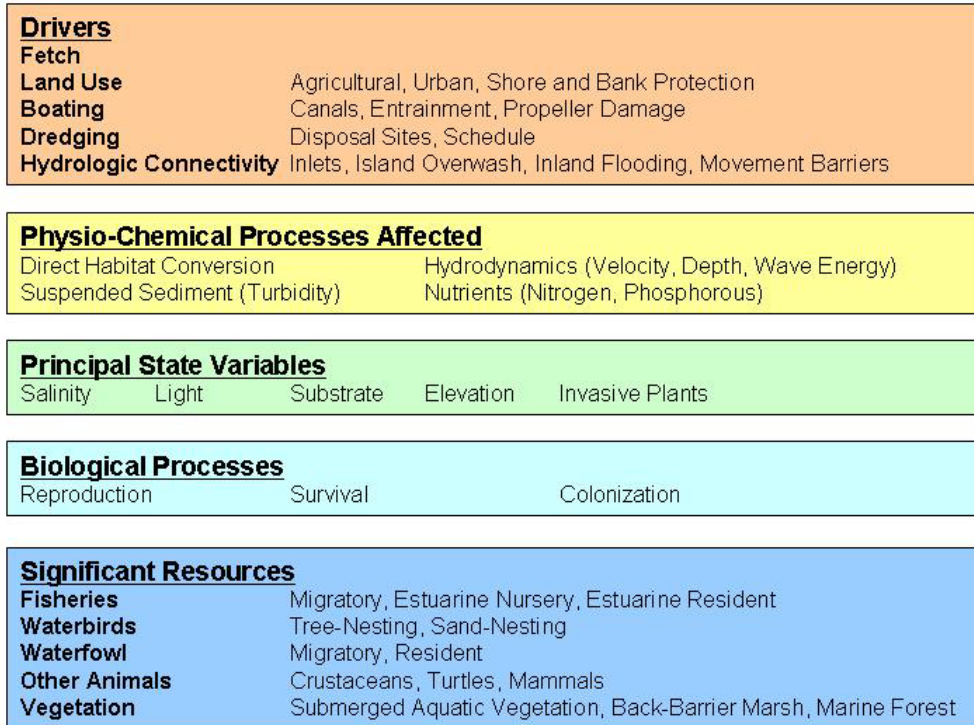 Drivers
Fetch
Land Use Agricultural, Urban, Shore and Bank Protection
Boating Canals, Entrainment, Propeller Damage
Dredging Disposal Sites, Schedule
Hydrologic Connectivity Inlets, Island Overwash, Inland Flooding, Movement Barriers
Physio-Chemical Processes Affected
Direct Habitat Conversion Hydrodynamics (Velocity, Depth, Wave Energy)
Suspended Sediment (Turbidity) Nutrients (Nitrogen, Phosphorous)
Principal State Variables
Salinity Light Substrate Elevation Invasive Plants
Biological Processes
Reproduction Survival Colonization
Significant Resources
Fisheries Migratory, Estuarine Nursery, Estuarine Resident
Waterbirds Tree-Nesting, Sand-Nesting
Waterfowl Migratory, Resident
Other Animals Crustaceans, Turtles, Mammals
Vegetation Submerged Aquatic Vegetation, Back-Barrier Marsh, Marine Forest